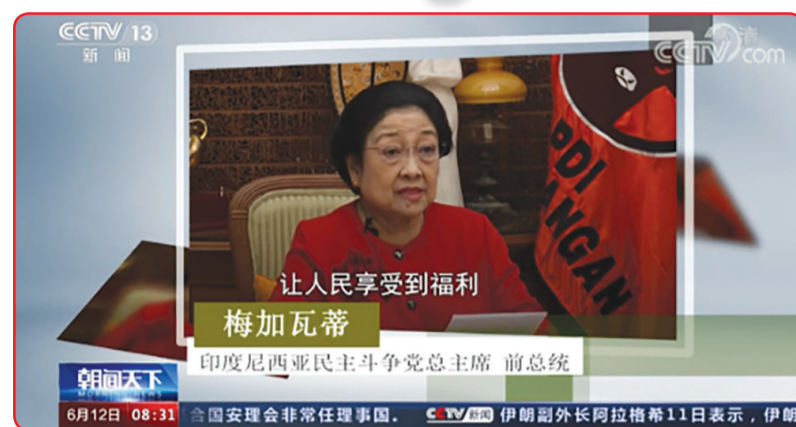 CCTV 13
新闻
CCTV com
PDI
ANGAN
让人民享受到福利
梅加瓦蒂
印度尼西亚民主斗争党总主席 前总统
朝闻天下
6月12日 08:31
合国安理会非常任理事国。 CCTV新闻 伊朗副外长阿拉格希11日表示，伊朗